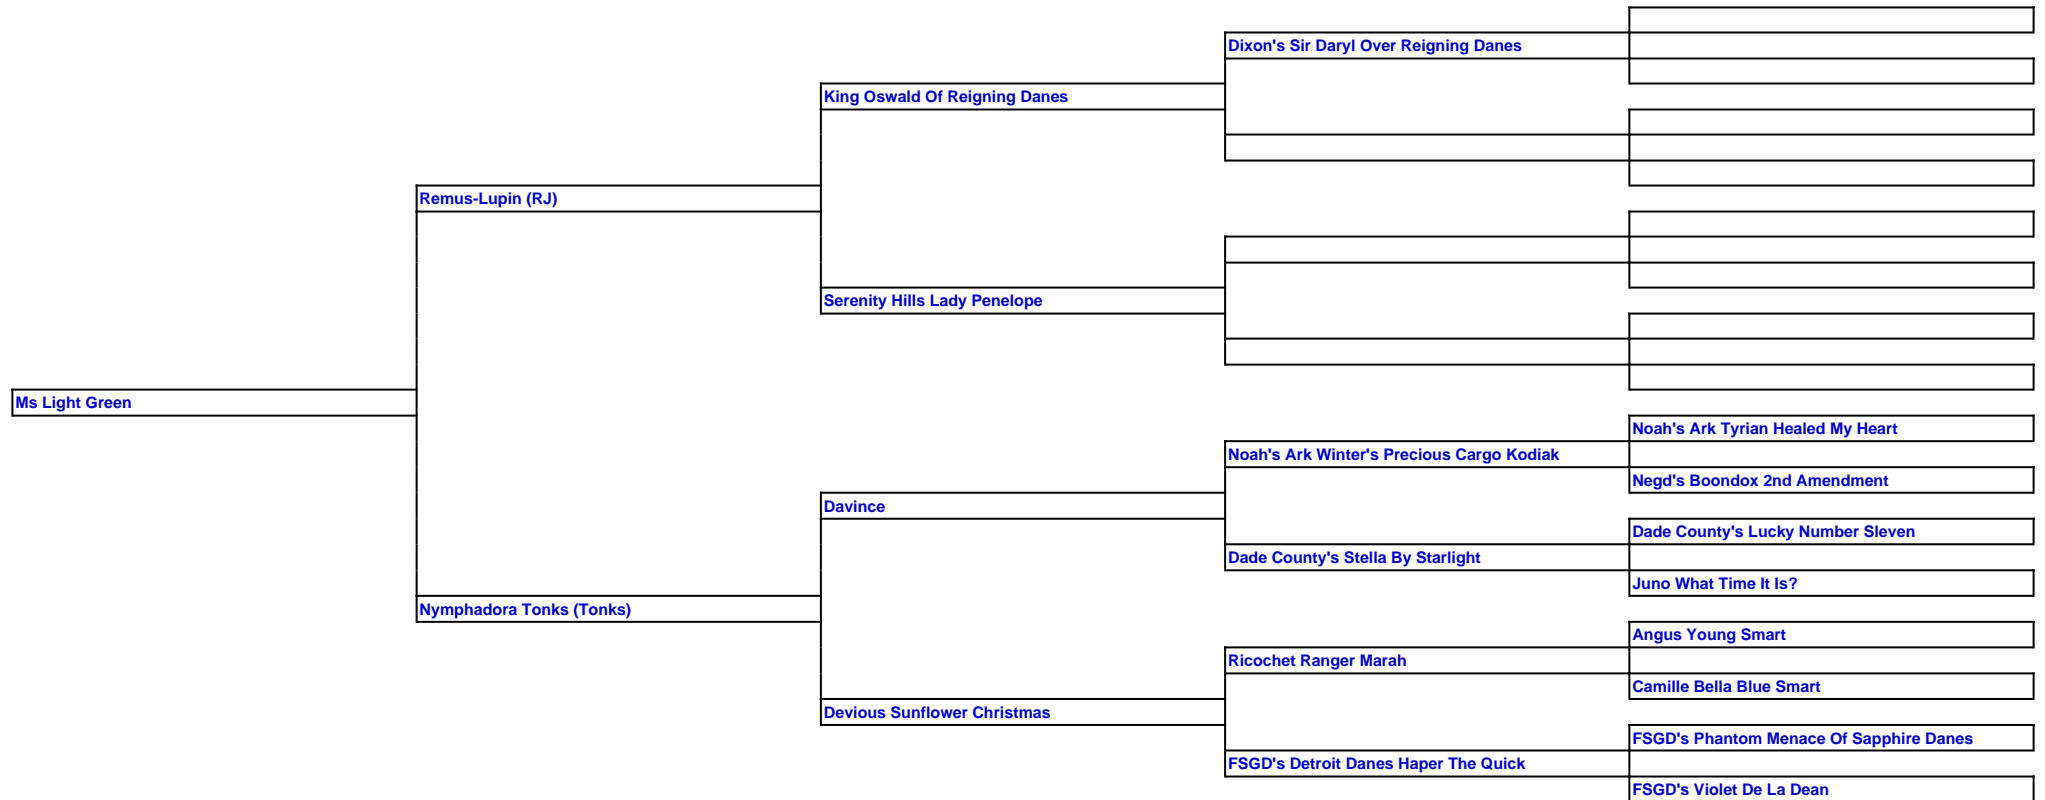 Dixon's Sir Daryl Over Reigning Danes
King Oswald Of Reigning Danes
Remus-Lupin (RJ)
Serenity Hills Lady Penelope
Ms Light Green
Noah's Ark Tyrian Healed My Heart
Noah's Ark Winter's Precious Cargo Kodiak
Negd's Boondox 2nd Amendment
Davince
Dade County's Lucky Number Sleven
Dade County's Stella By Starlight
Juno What Time It Is?
Nymphadora Tonks (Tonks)
Angus Young Smart
Ricochet Ranger Marah
Camille Bella Blue Smart
Devious Sunflower Christmas
FSGD's Phantom Menace Of Sapphire Danes
FSGD's Detroit Danes Haper The Quick
FSGD's Violet De La Dean